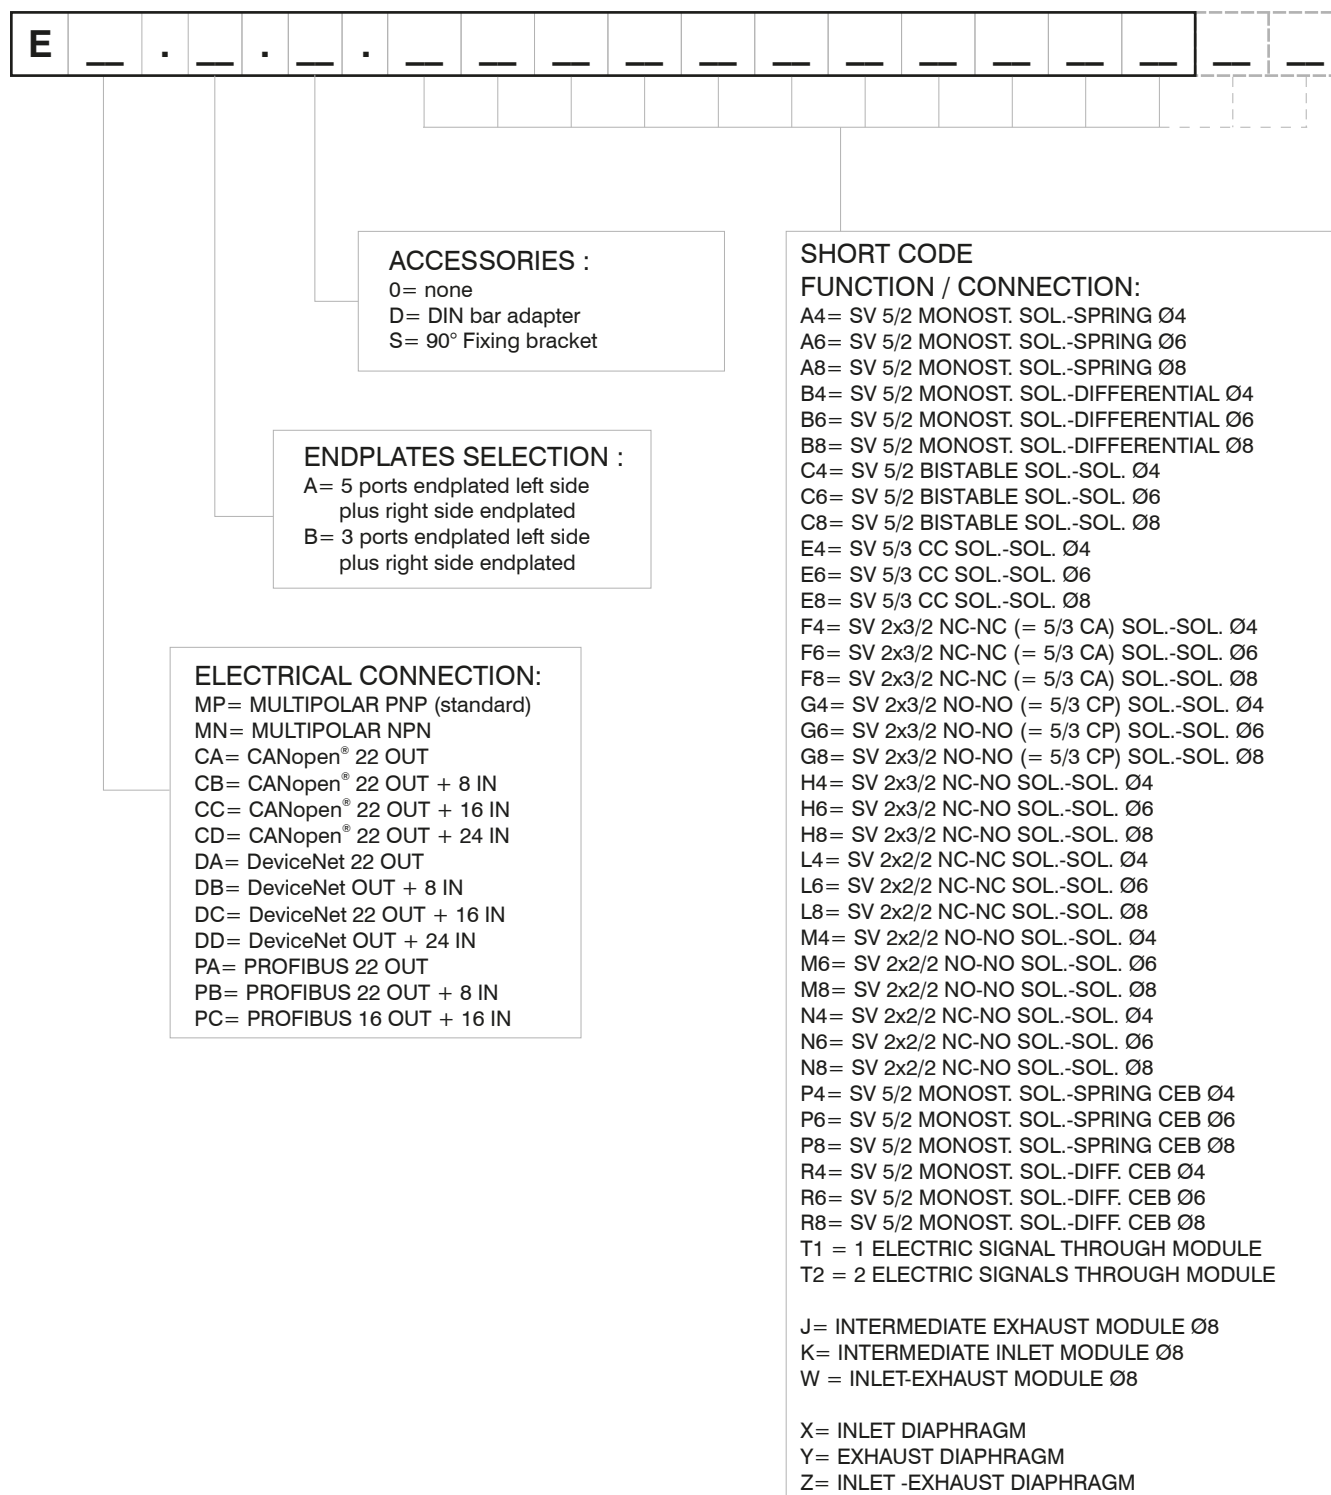 E __ . __ . __ . __ __ __ __ __ __ __ __ __ __ __ __ __
ACCESSORIES :
0= none
D= DIN bar adapter
S= 90° Fixing bracket
ENDPLATES SELECTION :
A= 5 ports endplated left side
plus right side endplated
B= 3 ports endplated left side
plus right side endplated
ELECTRICAL CONNECTION:
MP= MULTIPOLAR PNP (standard)
MN= MULTIPOLAR NPN
CA= CANopen® 22 OUT
CB= CANopen® 22 OUT + 8 IN
CC= CANopen® 22 OUT + 16 IN
CD= CANopen® 22 OUT + 24 IN
DA= DeviceNet 22 OUT
DB= DeviceNet OUT + 8 IN
DC= DeviceNet 22 OUT + 16 IN
DD= DeviceNet OUT + 24 IN
PA= PROFIBUS 22 OUT
PB= PROFIBUS 22 OUT + 8 IN
PC= PROFIBUS 16 OUT + 16 IN
SHORT CODE
FUNCTION / CONNECTION:
A4= SV 5/2 MONOST. SOL.-SPRING Ø4
A6= SV 5/2 MONOST. SOL.-SPRING Ø6
A8= SV 5/2 MONOST. SOL.-SPRING Ø8
B4= SV 5/2 MONOST. SOL.-DIFFERENTIAL Ø4
B6= SV 5/2 MONOST. SOL.-DIFFERENTIAL Ø6
B8= SV 5/2 MONOST. SOL.-DIFFERENTIAL Ø8
C4= SV 5/2 BISTABLE SOL.-SOL. Ø4
C6= SV 5/2 BISTABLE SOL.-SOL. Ø6
C8= SV 5/2 BISTABLE SOL.-SOL. Ø8
E4= SV 5/3 CC SOL.-SOL. Ø4
E6= SV 5/3 CC SOL.-SOL. Ø6
E8= SV 5/3 CC SOL.-SOL. Ø8
F4= SV 2x3/2 NC-NC (= 5/3 CA) SOL.-SOL. Ø4
F6= SV 2x3/2 NC-NC (= 5/3 CA) SOL.-SOL. Ø6
F8= SV 2x3/2 NC-NC (= 5/3 CA) SOL.-SOL. Ø8
G4= SV 2x3/2 NO-NO (= 5/3 CP) SOL.-SOL. Ø4
G6= SV 2x3/2 NO-NO (= 5/3 CP) SOL.-SOL. Ø6
G8= SV 2x3/2 NO-NO (= 5/3 CP) SOL.-SOL. Ø8
H4= SV 2x3/2 NC-NO SOL.-SOL. Ø4
H6= SV 2x3/2 NC-NO SOL.-SOL. Ø6
H8= SV 2x3/2 NC-NO SOL.-SOL. Ø8
L4= SV 2x2/2 NC-NC SOL.-SOL. Ø4
L6= SV 2x2/2 NC-NC SOL.-SOL. Ø6
L8= SV 2x2/2 NC-NC SOL.-SOL. Ø8
M4= SV 2x2/2 NO-NO SOL.-SOL. Ø4
M6= SV 2x2/2 NO-NO SOL.-SOL. Ø6
M8= SV 2x2/2 NO-NO SOL.-SOL. Ø8
N4= SV 2x2/2 NC-NO SOL.-SOL. Ø4
N6= SV 2x2/2 NC-NO SOL.-SOL. Ø6
N8= SV 2x2/2 NC-NO SOL.-SOL. Ø8
P4= SV 5/2 MONOST. SOL.-SPRING CEB Ø4
P6= SV 5/2 MONOST. SOL.-SPRING CEB Ø6
P8= SV 5/2 MONOST. SOL.-SPRING CEB Ø8
R4= SV 5/2 MONOST. SOL.-DIFF. CEB Ø4
R6= SV 5/2 MONOST. SOL.-DIFF. CEB Ø6
R8= SV 5/2 MONOST. SOL.-DIFF. CEB Ø8
T1 = 1 ELECTRIC SIGNAL THROUGH MODULE
T2 = 2 ELECTRIC SIGNALS THROUGH MODULE
J= INTERMEDIATE EXHAUST MODULE Ø8
K= INTERMEDIATE INLET MODULE Ø8
W = INLET-EXHAUST MODULE Ø8
X= INLET DIAPHRAGM
Y= EXHAUST DIAPHRAGM
Z= INLET -EXHAUST DIAPHRAGM